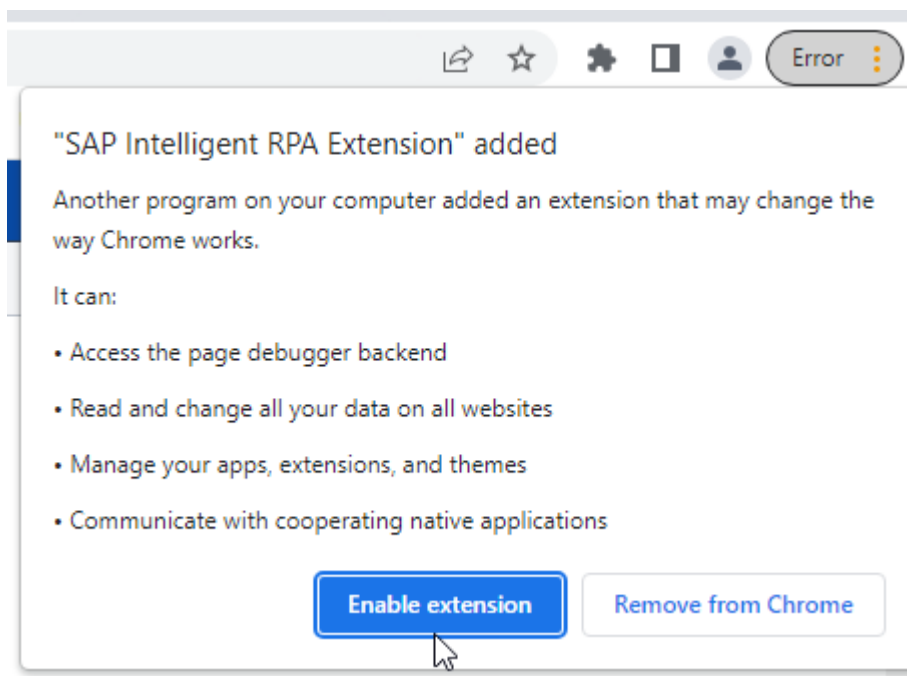 Error
"SAP Intelligent RPA Extension" added
Another program on your computer added an extension that may change the
way Chrome works.
It can:
• Access the page debugger backend
• Read and change all your data on all websites
• Manage your apps, extensions, and themes
• Communicate with cooperating native applications
Enable extension Remove from Chrome